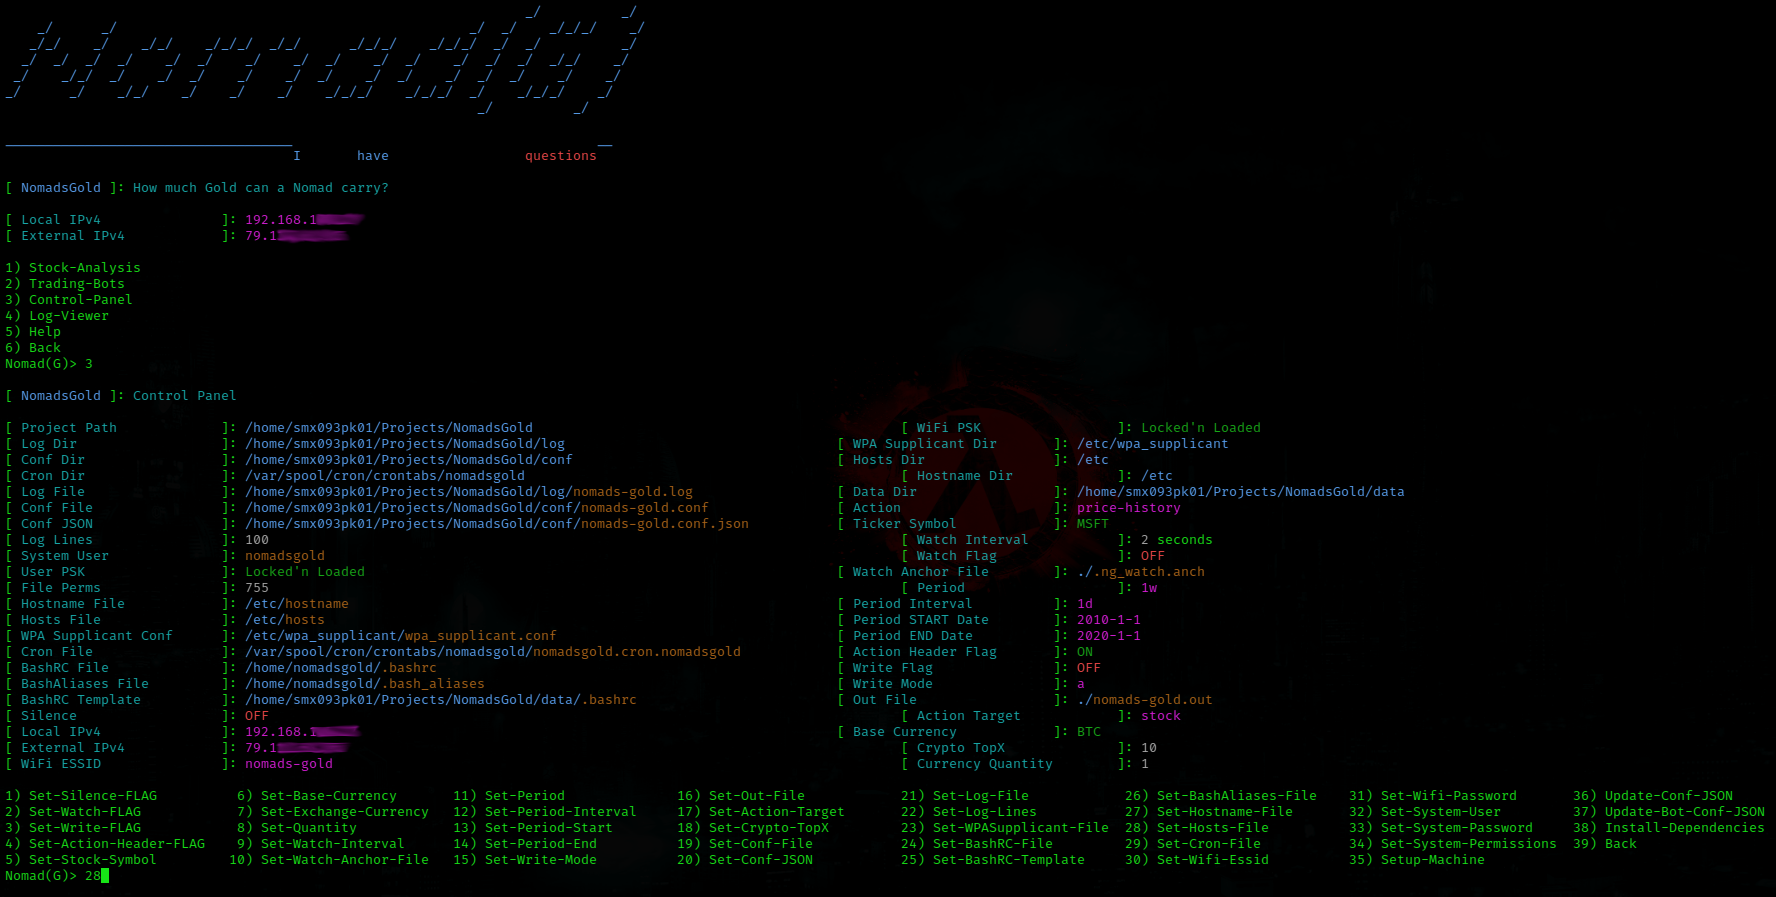 Nomad(G)
I have questions
[ NomadsGold ]: How much Gold can a Nomad carry?
[ Local IPv4 ]: 192.168.1
[ External IPv4 ]: 79.1
1) Stock-Analysis
2) Trading-Bots
3) Control-Panel
4) Log-Viewer
5) Help
6) Back
Nomad(G)> 3
[ NomadsGold ]: Control Panel
[ Project Path ]: /home/smx093pk01/Projects/NomadsGold [ WiFi PSK ]: Locked'n Loaded
[ Log Dir ]: /home/smx093pk01/Projects/NomadsGold/log [ WPA Supplicant Dir ]: /etc/wpa_supplicant
[ Conf Dir ]: /home/smx093pk01/Projects/NomadsGold/conf [ Hosts Dir ]: /etc
[ Cron Dir ]: /var/spool/cron/crontabs/nomadsgold [ Hostname Dir ]: /etc
[ Log File ]: /home/smx093pk01/Projects/NomadsGold/log/nomads-gold.log [ Data Dir ]: /home/smx093pk01/Projects/NomadsGold/data
[ Conf File ]: /home/smx093pk01/Projects/NomadsGold/conf/nomads-gold.conf [ Action ]: price-history
[ Conf JSON ]: /home/smx093pk01/Projects/NomadsGold/conf/nomads-gold.conf.json [ Ticker Symbol ]: MSFT
[ Log Lines ]: 100 [ Watch Interval ]: 2 seconds
[ System User ]: nomadsgold [ Watch Flag ]: OFF
[ User PSK ]: Locked'n Loaded [ Watch Anchor File ]: ./.ng_watch.anch
[ File Perms ]: 755 [ Period ]: 1w
[ Hostname File ]: /etc/hostname [ Period Interval ]: 1d
[ Hosts File ]: /etc/hosts [ Period START Date ]: 2010-1-1
[ WPA Supplicant Conf ]: /etc/wpa_supplicant/wpa_supplicant.conf [ Period END Date ]: 2020-1-1
[ Cron File ]: /var/spool/cron/crontabs/nomadsgold/nomadsgold.cron.nomadsgold [ Action Header Flag ]: ON
[ BashRC File ]: /home/nomadsgold/.bashrc [ Write Flag ]: OFF
[ BashAliases File ]: /home/nomadsgold/.bash_aliases [ Write Mode ]: a
[ BashRC Template ]: /home/smx093pk01/Projects/NomadsGold/data/.bashrc [ Out File ]: ./nomads-gold.out
[ Silence ]: OFF [ Action Target ]: stock
[ Local IPv4 ]: 192.168.1 [ Base Currency ]: BTC
[ External IPv4 ]: 79.1 [ Crypto TopX ]: 10
[ WiFi ESSID ]: nomads-gold [ Currency Quantity ]: 1
1) Set-Silence-FLAG 6) Set-Base-Currency 11) Set-Period 16) Set-Out-File 21) Set-Log-File 26) Set-BashAliases-File 31) Set-Wifi-Password 36) Update-Conf-JSON
2) Set-Watch-FLAG 7) Set-Exchange-Currency 12) Set-Period-Interval 17) Set-Action-Target 22) Set-Log-Lines 27) Set-Hostname-File 32) Set-System-User 37) Update-Bot-Conf-JSON
3) Set-Write-FLAG 8) Set-Quantity 13) Set-Period-Start 18) Set-Crypto-TopX 23) Set-WPASupplicant-File 28) Set-Hosts-File 33) Set-System-Password 38) Install-Dependencies
4) Set-Action-Header-FLAG 9) Set-Watch-Interval 14) Set-Period-End 19) Set-Conf-File 24) Set-BashRC-File 29) Set-Cron-File 34) Set-System-Permissions 39) Back
5) Set-Stock-Symbol 10) Set-Watch-Anchor-File 15) Set-Write-Mode 20) Set-Conf-JSON 25) Set-BashRC-Template 30) Set-Wifi-Essid 35) Setup-Machine
Nomad(G)> 28